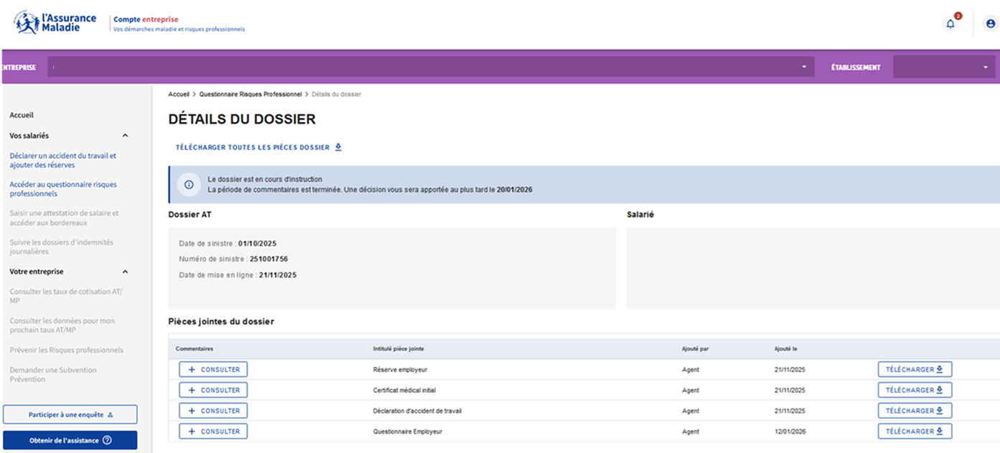 l'Assurance
Maladie
Compte entreprise
Vos démarches maladie et risques professionnels
2
ENTREPRISE
ÉTABLISSEMENT
Accueil
Vos salariés
Déclarer un accident du travail et
ajouter des réserves
Accéder au questionnaire risques
professionnels
Saisir une attestation de salaire et
accéder aux bordereaux
Suivre les dossiers d'indemnités
journalières
Votre entreprise
Consulter les taux de cotisation AT/
MP
Consulter les données pour mon
prochain taux AT/MP
Prévenir les Risques professionnels
Demander une Subvention
Prévention
Participer à une enquête
Obtenir de l'assistance
Accueil > Questionnaire Risques Professionnel > Détails du dossier
DÉTAILS DU DOSSIER
TÉLÉCHARGER TOUTES LES PIÈCES DOSSIER
Le dossier est en cours d'instruction
La période de commentaires est terminée. Une décision vous sera apportée au plus tard le 20/01/2026
Dossier AT
Date de sinistre : 01/10/2025
Numéro de sinistre : 251001756
Date de mise en ligne : 21/11/2025
Salarié
Pièces jointes du dossier
Commentaires Intitulé pièce jointe Ajouté par Ajouté le
+ CONSULTER Réserve employeur Agent 21/11/2025 TÉLÉCHARGER
+ CONSULTER Certificat médical initial Agent 21/11/2025 TÉLÉCHARGER
+ CONSULTER Déclaration d'accident de travail Agent 21/11/2025 TÉLÉCHARGER
+ CONSULTER Questionnaire Employeur Agent 12/01/2026 TÉLÉCHARGER